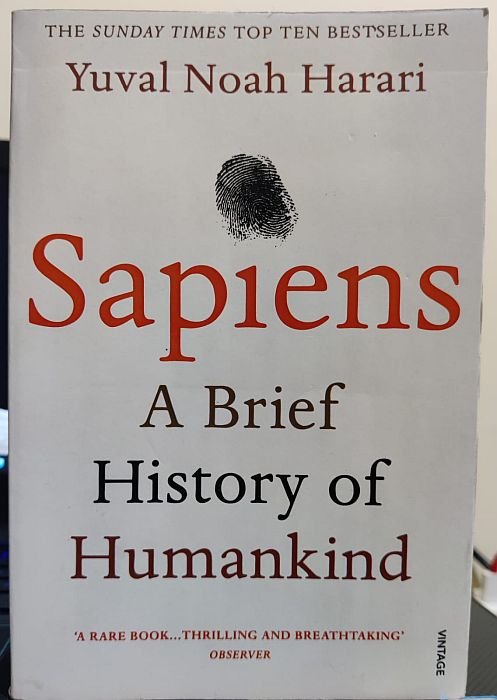 THE SUNDAY TIMES TOP TEN BESTSELLER
Yuval Noah Harari
Sapiens
A Brief
History of
Humankind
'A RARE BOOK...THRILLING AND BREATHTAKING'
OBSERVER
VINTAGE